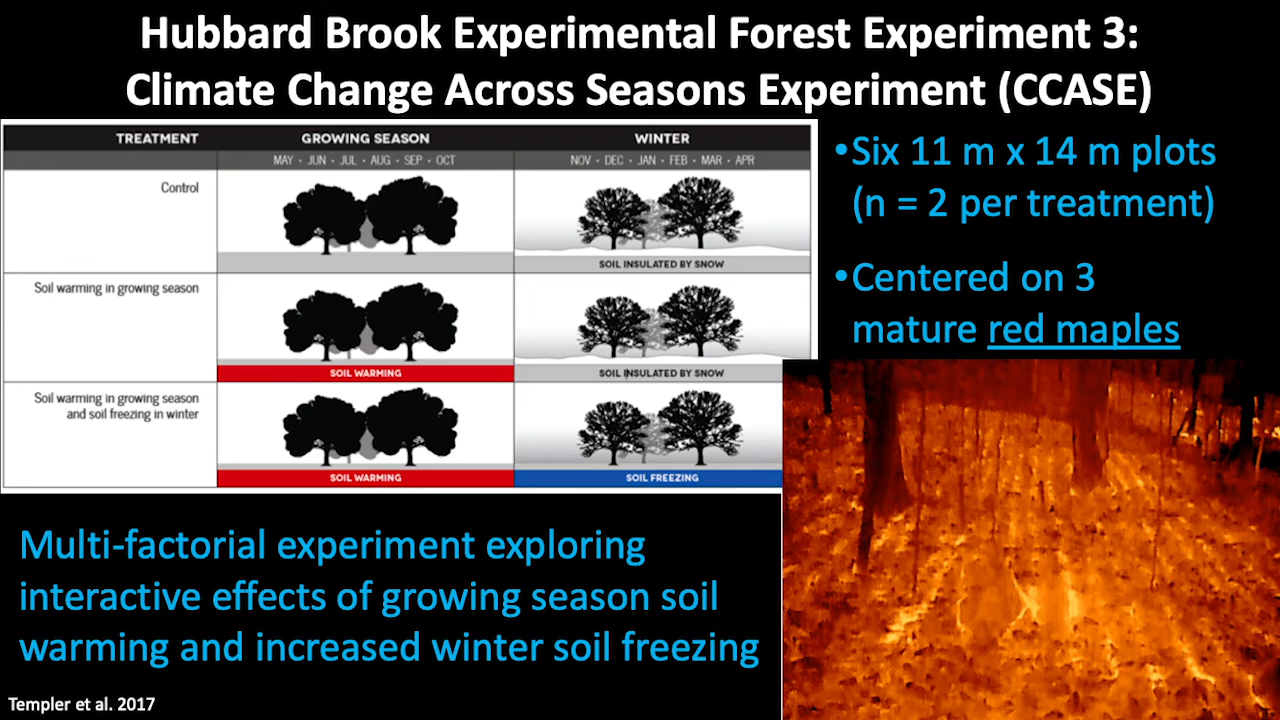 Hubbard Brook Experimental Forest Experiment 3:
Climate Change Across Seasons Experiment (CCASE)
TREATMENT
GROWING SEASON
WINTER
MAY · JUN · JUL · AUG · SEP · OCT
NOV · DEC · JAN · FEB · MAR · APR
Control
SOIL INSULATED BY SNOW
Soil warming in growing season
SOIL WARMING
SOIL INSULATED BY SNOW
Soil warming in growing season
and soil freezing in winter
SOIL WARMING
SOIL FREEZING
•Six 11 m x 14 m plots
(n = 2 per treatment)
•Centered on 3
mature red maples
Multi-factorial experiment exploring
interactive effects of growing season soil
warming and increased winter soil freezing
Templer et al. 2017